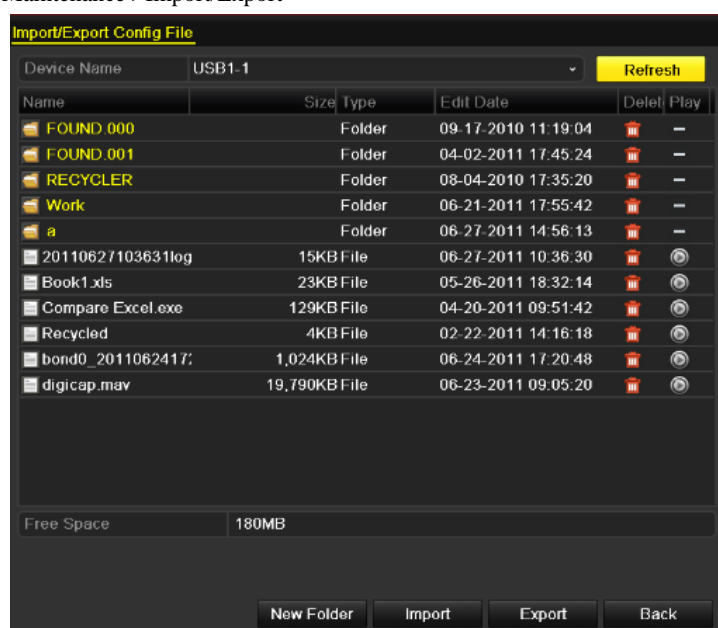 Maintenance > Import/Export
Import/Export Config File
Device Name USB1-1 Refresh
Name Size Type Edit Date Delet Play
FOUND.000 Folder 09-17-2010 11:19:04 –
FOUND.001 Folder 04-02-2011 17:45:24 –
RECYCLER Folder 08-04-2010 17:35:20 –
Work Folder 06-21-2011 17:55:42 –
a Folder 06-27-2011 14:56:13 –
20110627103631log 15KB File 06-27-2011 10:36:30
Book1.xls 23KB File 05-26-2011 18:32:14
Compare Excel.exe 129KB File 04-20-2011 09:51:42
Recycled 4KB File 02-22-2011 14:16:18
bond0_2011062417 1,024KB File 06-24-2011 17:20:48
digicap.mav 19,790KB File 06-23-2011 09:05:20
Free Space 180MB
New Folder Import Export Back